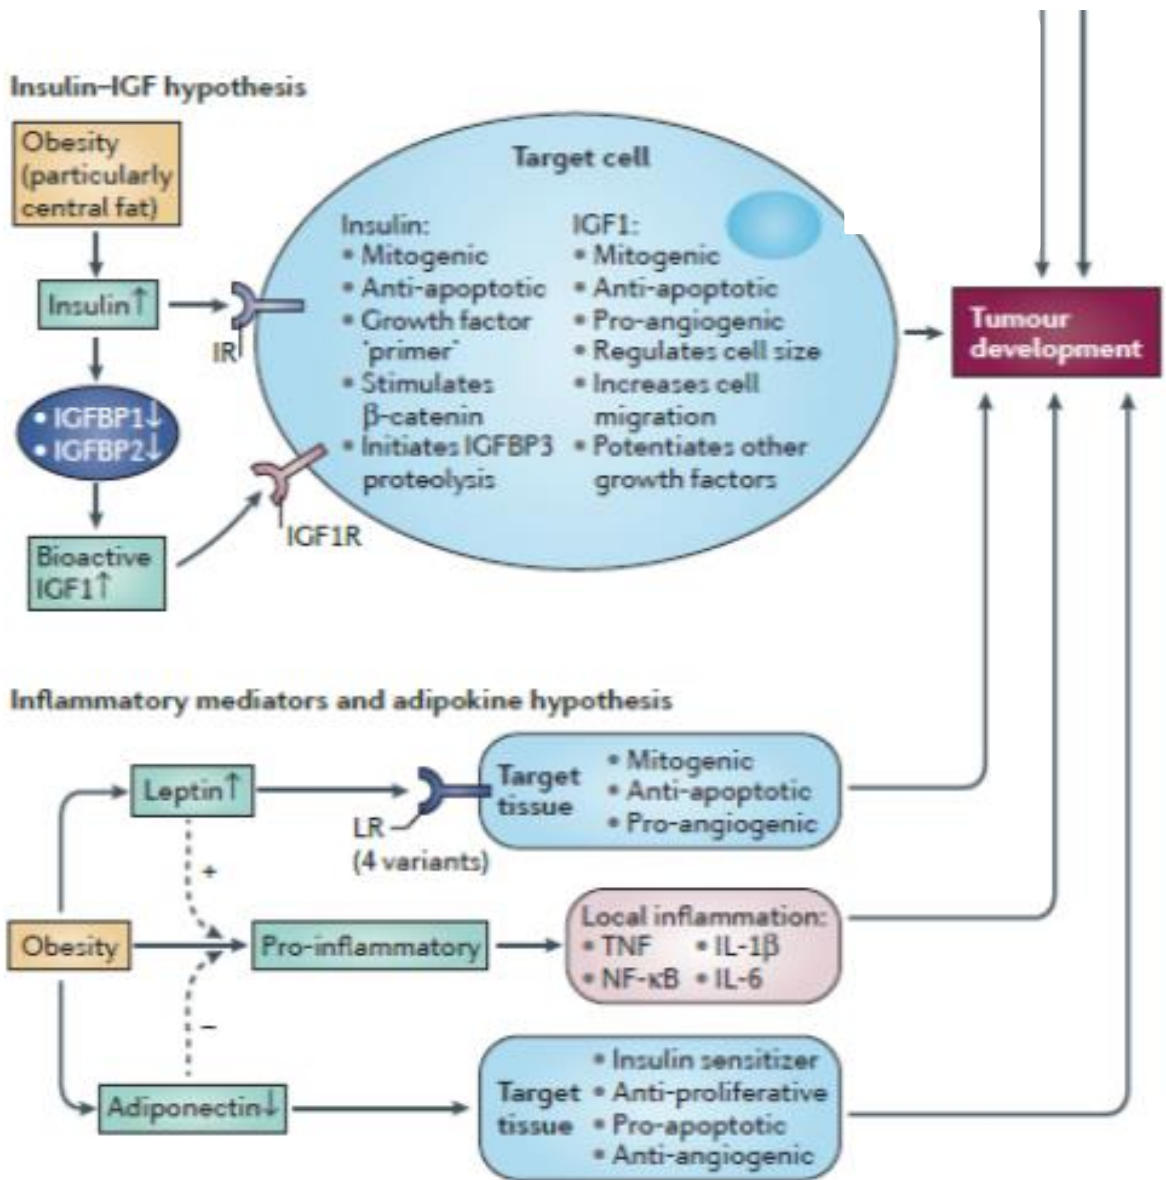 Insulin–IGF hypothesis
Obesity
(particularly
central fat)
Insulin↑
IR
• IGFBP1↓
• IGFBP2↓
Bioactive
IGF1↑
IGF1R
Target cell
Insulin:
• Mitogenic
• Anti-apoptotic
• Growth factor
'primer'
• Stimulates
β-catenin
• Initiates IGFBP3
proteolysis
IGF1:
• Mitogenic
• Anti-apoptotic
• Pro-angiogenic
• Regulates cell size
• Increases cell
migration
• Potentiates other
growth factors
Tumour
development
Inflammatory mediators and adipokine hypothesis
Leptin↑
LR
(4 variants)
Target
tissue
• Mitogenic
• Anti-apoptotic
• Pro-angiogenic
+
Obesity
Pro-inflammatory
Local inflammation:
• TNF • IL-1β
• NF-κB • IL-6
–
Adiponectin↓
Target
tissue
• Insulin sensitizer
• Anti-proliferative
• Pro-apoptotic
• Anti-angiogenic